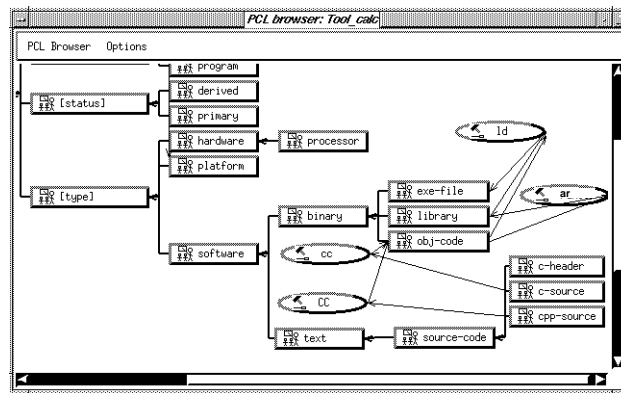 PCL browser: Tool_calc
PCL Browser Options
program
[status]
derived
primary
hardware
processor
platform
[type]
ld
exe-file
ar
binary
library
obj-code
software
cc
c-header
c-source
CC
cpp-source
text
source-code